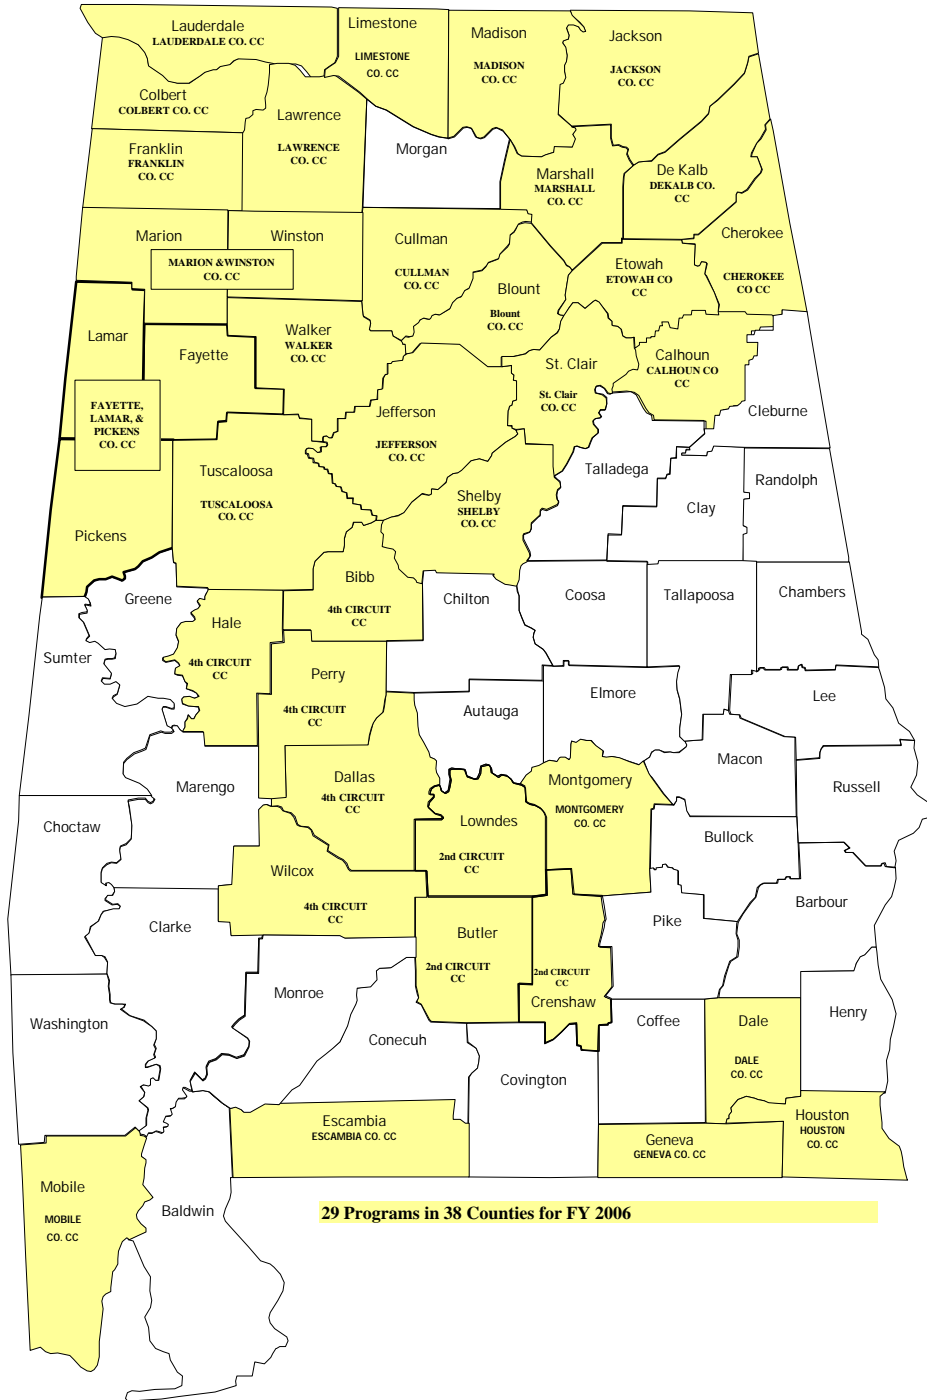 Lauderdale
LAUDERDALE CO. CC
Limestone
LIMESTONE
CO. CC
Madison
MADISON
CO. CC
Jackson
JACKSON
CO. CC
Colbert
COLBERT CO. CC
Lawrence
LAWRENCE
CO. CC
Franklin
FRANKLIN
CO. CC
Morgan
Marshall
MARSHALL
CO. CC
De Kalb
DEKALB CO.
CC
Cherokee
CHEROKEE
CO CC
Marion
Winston
MARION &WINSTON
CO. CC
Cullman
CULLMAN
CO. CC
Blount
Blount
CO. CC
Etowah
ETOWAH CO
CC
Lamar
Fayette
FAYETTE,
LAMAR, &
PICKENS
CO. CC
Walker
WALKER
CO. CC
Jefferson
JEFFERSON
CO. CC
St. Clair
St. Clair
CO. CC
Calhoun
CALHOUN CO
CC
Cleburne
Pickens
Tuscaloosa
TUSCALOOSA
CO. CC
Shelby
SHELBY
CO. CC
Talladega
Clay
Randolph
Greene
Hale
4th CIRCUIT
CC
Bibb
4th CIRCUIT
CC
Chilton
Coosa
Tallapoosa
Chambers
Sumter
Perry
4th CIRCUIT
CC
Autauga
Elmore
Lee
Marengo
Dallas
4th CIRCUIT
CC
Lowndes
2nd CIRCUIT
CC
Montgomery
MONTGOMERY
CO. CC
Macon
Russell
Choctaw
Bullock
Wilcox
4th CIRCUIT
CC
Clarke
Butler
2nd CIRCUIT
CC
2nd CIRCUIT
CC
Crenshaw
Pike
Barbour
Washington
Monroe
Conecuh
Covington
Coffee
Dale
DALE
CO. CC
Henry
Escambia
ESCAMBIA CO. CC
Geneva
GENEVA CO. CC
Houston
HOUSTON
CO. CC
Mobile
MOBILE
CO. CC
Baldwin
29 Programs in 38 Counties for FY 2006